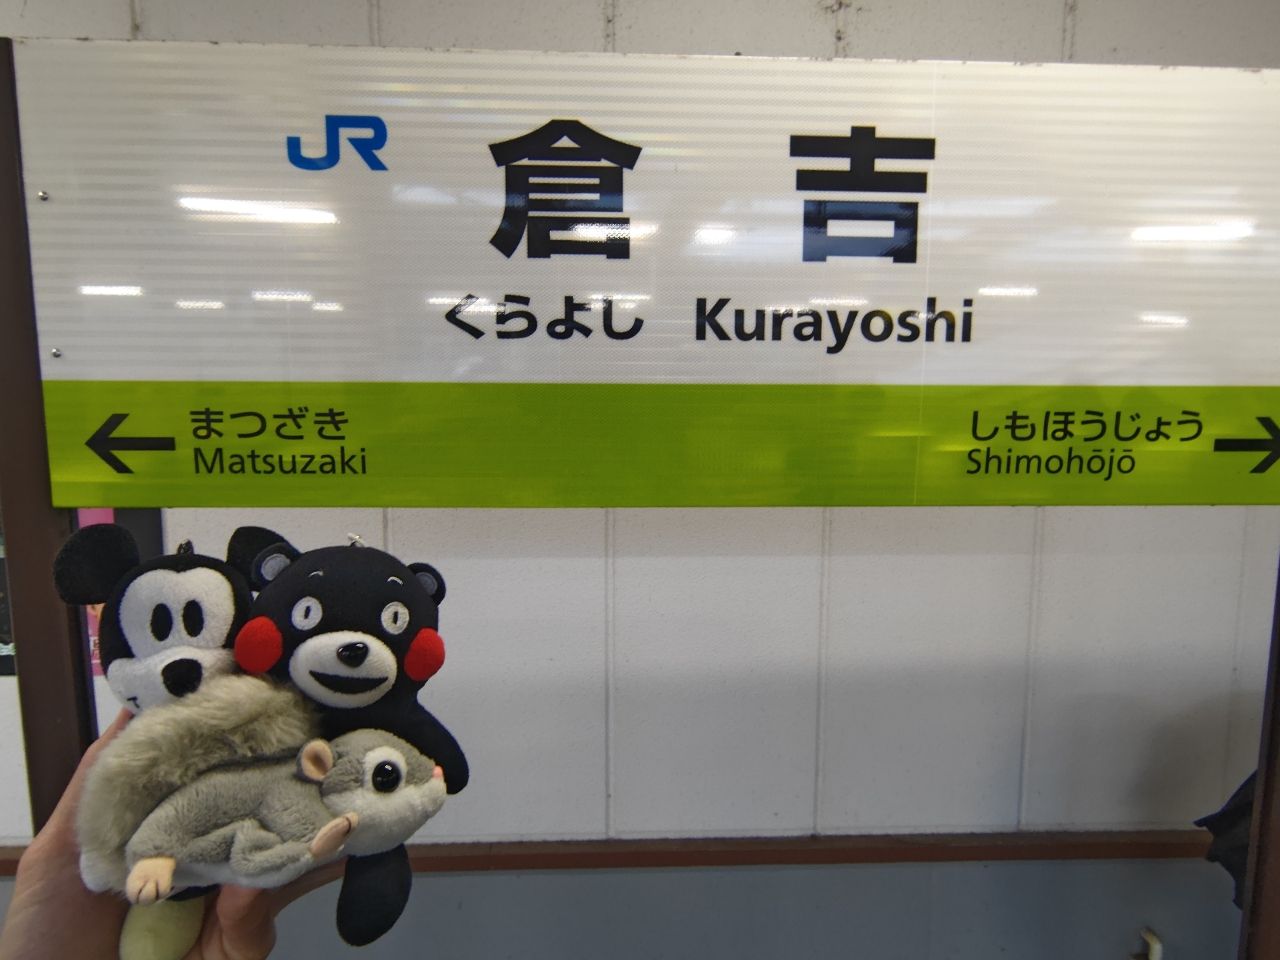 JR 倉吉
くらよし Kurayoshi
まつざき
Matsuzaki
しもほうじょう
Shimohōjō